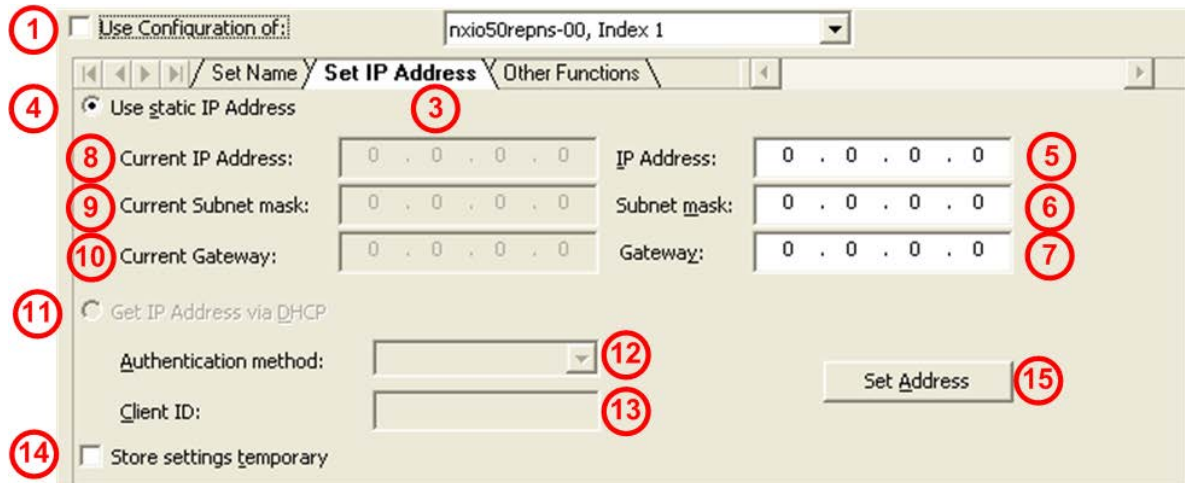 1 Use Configuration of: nxio50repns-00, Index 1
Set Name Set IP Address Other Functions
4 Use static IP Address 3
8 Current IP Address: 0 . 0 . 0 . 0 IP Address: 0 . 0 . 0 . 0 5
9 Current Subnet mask: 0 . 0 . 0 . 0 Subnet mask: 0 . 0 . 0 . 0 6
10 Current Gateway: 0 . 0 . 0 . 0 Gateway: 0 . 0 . 0 . 0 7
11 Get IP Address via DHCP
Authentication method: 12
Set Address 15
Client ID: 13
14 Store settings temporary